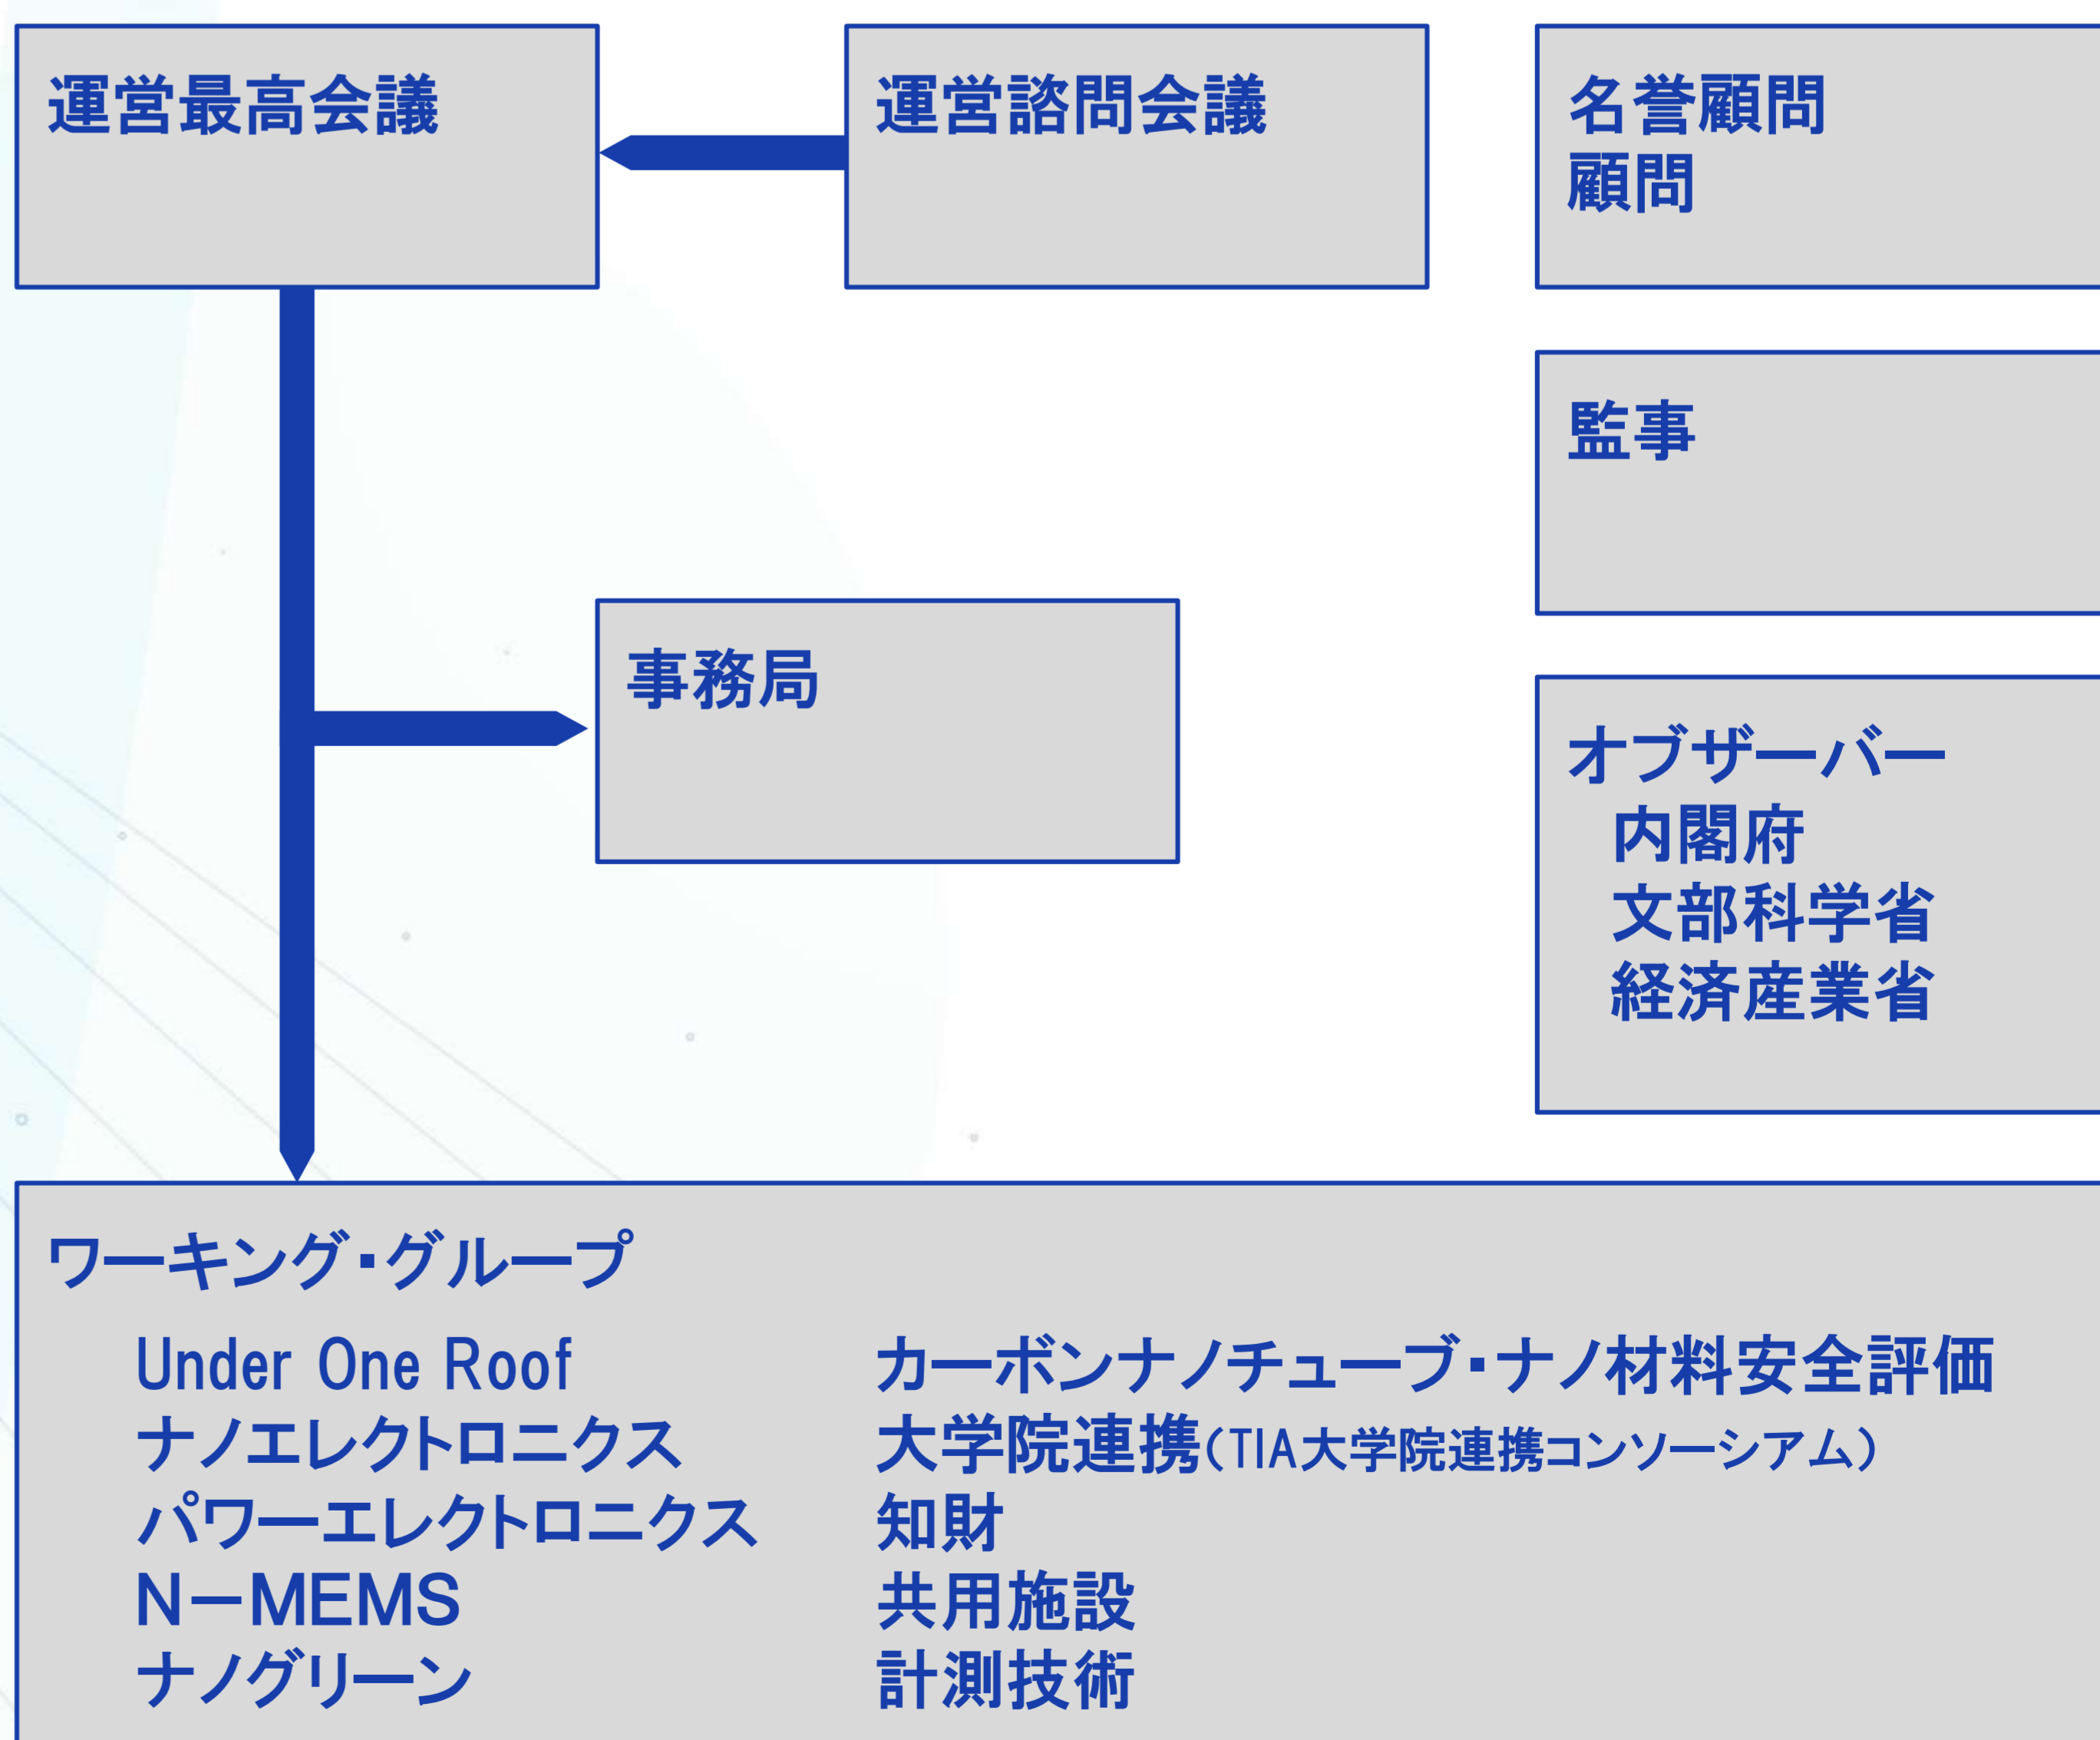 運営最高会議
運営諮問会議
名誉顧問
顧問
監事
事務局
オブザーバー
内閣府
文部科学省
経済産業省
ワーキング・グループ
Under One Roof
ナノエレクトロニクス
パワーエレクトロニクス
N－MEMS
ナノグリーン
カーボンナノチューブ・ナノ材料安全評価
大学院連携（TIA大学院連携コンソーシアム）
知財
共用施設
計測技術